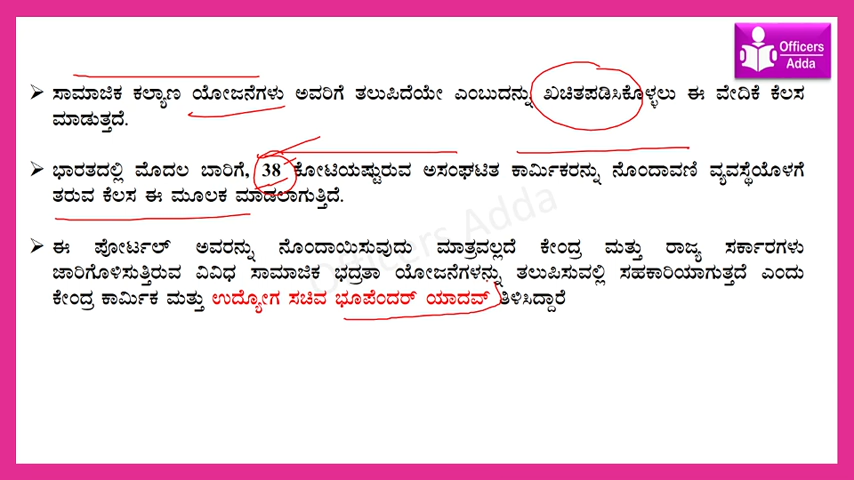 Officers
Adda
➤ ಸಾಮಾಜಿಕ ಕಲ್ಯಾಣ ಯೋಜನೆಗಳು ಅವರಿಗೆ ತಲುಪಿದೆಯೇ ಎಂಬುದನ್ನು ಖಚಿತಪಡಿಸಿಕೊಳ್ಳಲು ಈ ವೇದಿಕೆ ಕೆಲಸ
ಮಾಡುತ್ತದೆ.
➤ ಭಾರತದಲ್ಲಿ ಮೊದಲ ಬಾರಿಗೆ, 38 ಕೋಟಿಯಷ್ಟುರುವ ಅಸಂಘಟಿತ ಕಾರ್ಮಿಕರನ್ನು ನೊಂದಾವಣಿ ವ್ಯವಸ್ಥೆಯೊಳಗೆ
ತರುವ ಕೆಲಸ ಈ ಮೂಲಕ ಮಾಡಲಾಗುತ್ತಿದೆ.
➤ ಈ ಪೋರ್ಟಲ್ ಅವರನ್ನು ನೊಂದಾಯಿಸುವುದು ಮಾತ್ರವಲ್ಲದೆ ಕೇಂದ್ರ ಮತ್ತು ರಾಜ್ಯ ಸರ್ಕಾರಗಳು
ಜಾರಿಗೊಳಿಸುತ್ತಿರುವ ವಿವಿಧ ಸಾಮಾಜಿಕ ಭದ್ರತಾ ಯೋಜನೆಗಳನ್ನು ತಲುಪಿಸುವಲ್ಲಿ ಸಹಕಾರಿಯಾಗುತ್ತದೆ ಎಂದು
ಕೇಂದ್ರ ಕಾರ್ಮಿಕ ಮತ್ತು ಉದ್ಯೋಗ ಸಚಿವ ಭೂಪೆಂದರ್ ಯಾದವ್ ತಿಳಿಸಿದ್ದಾರೆ
Officers Adda